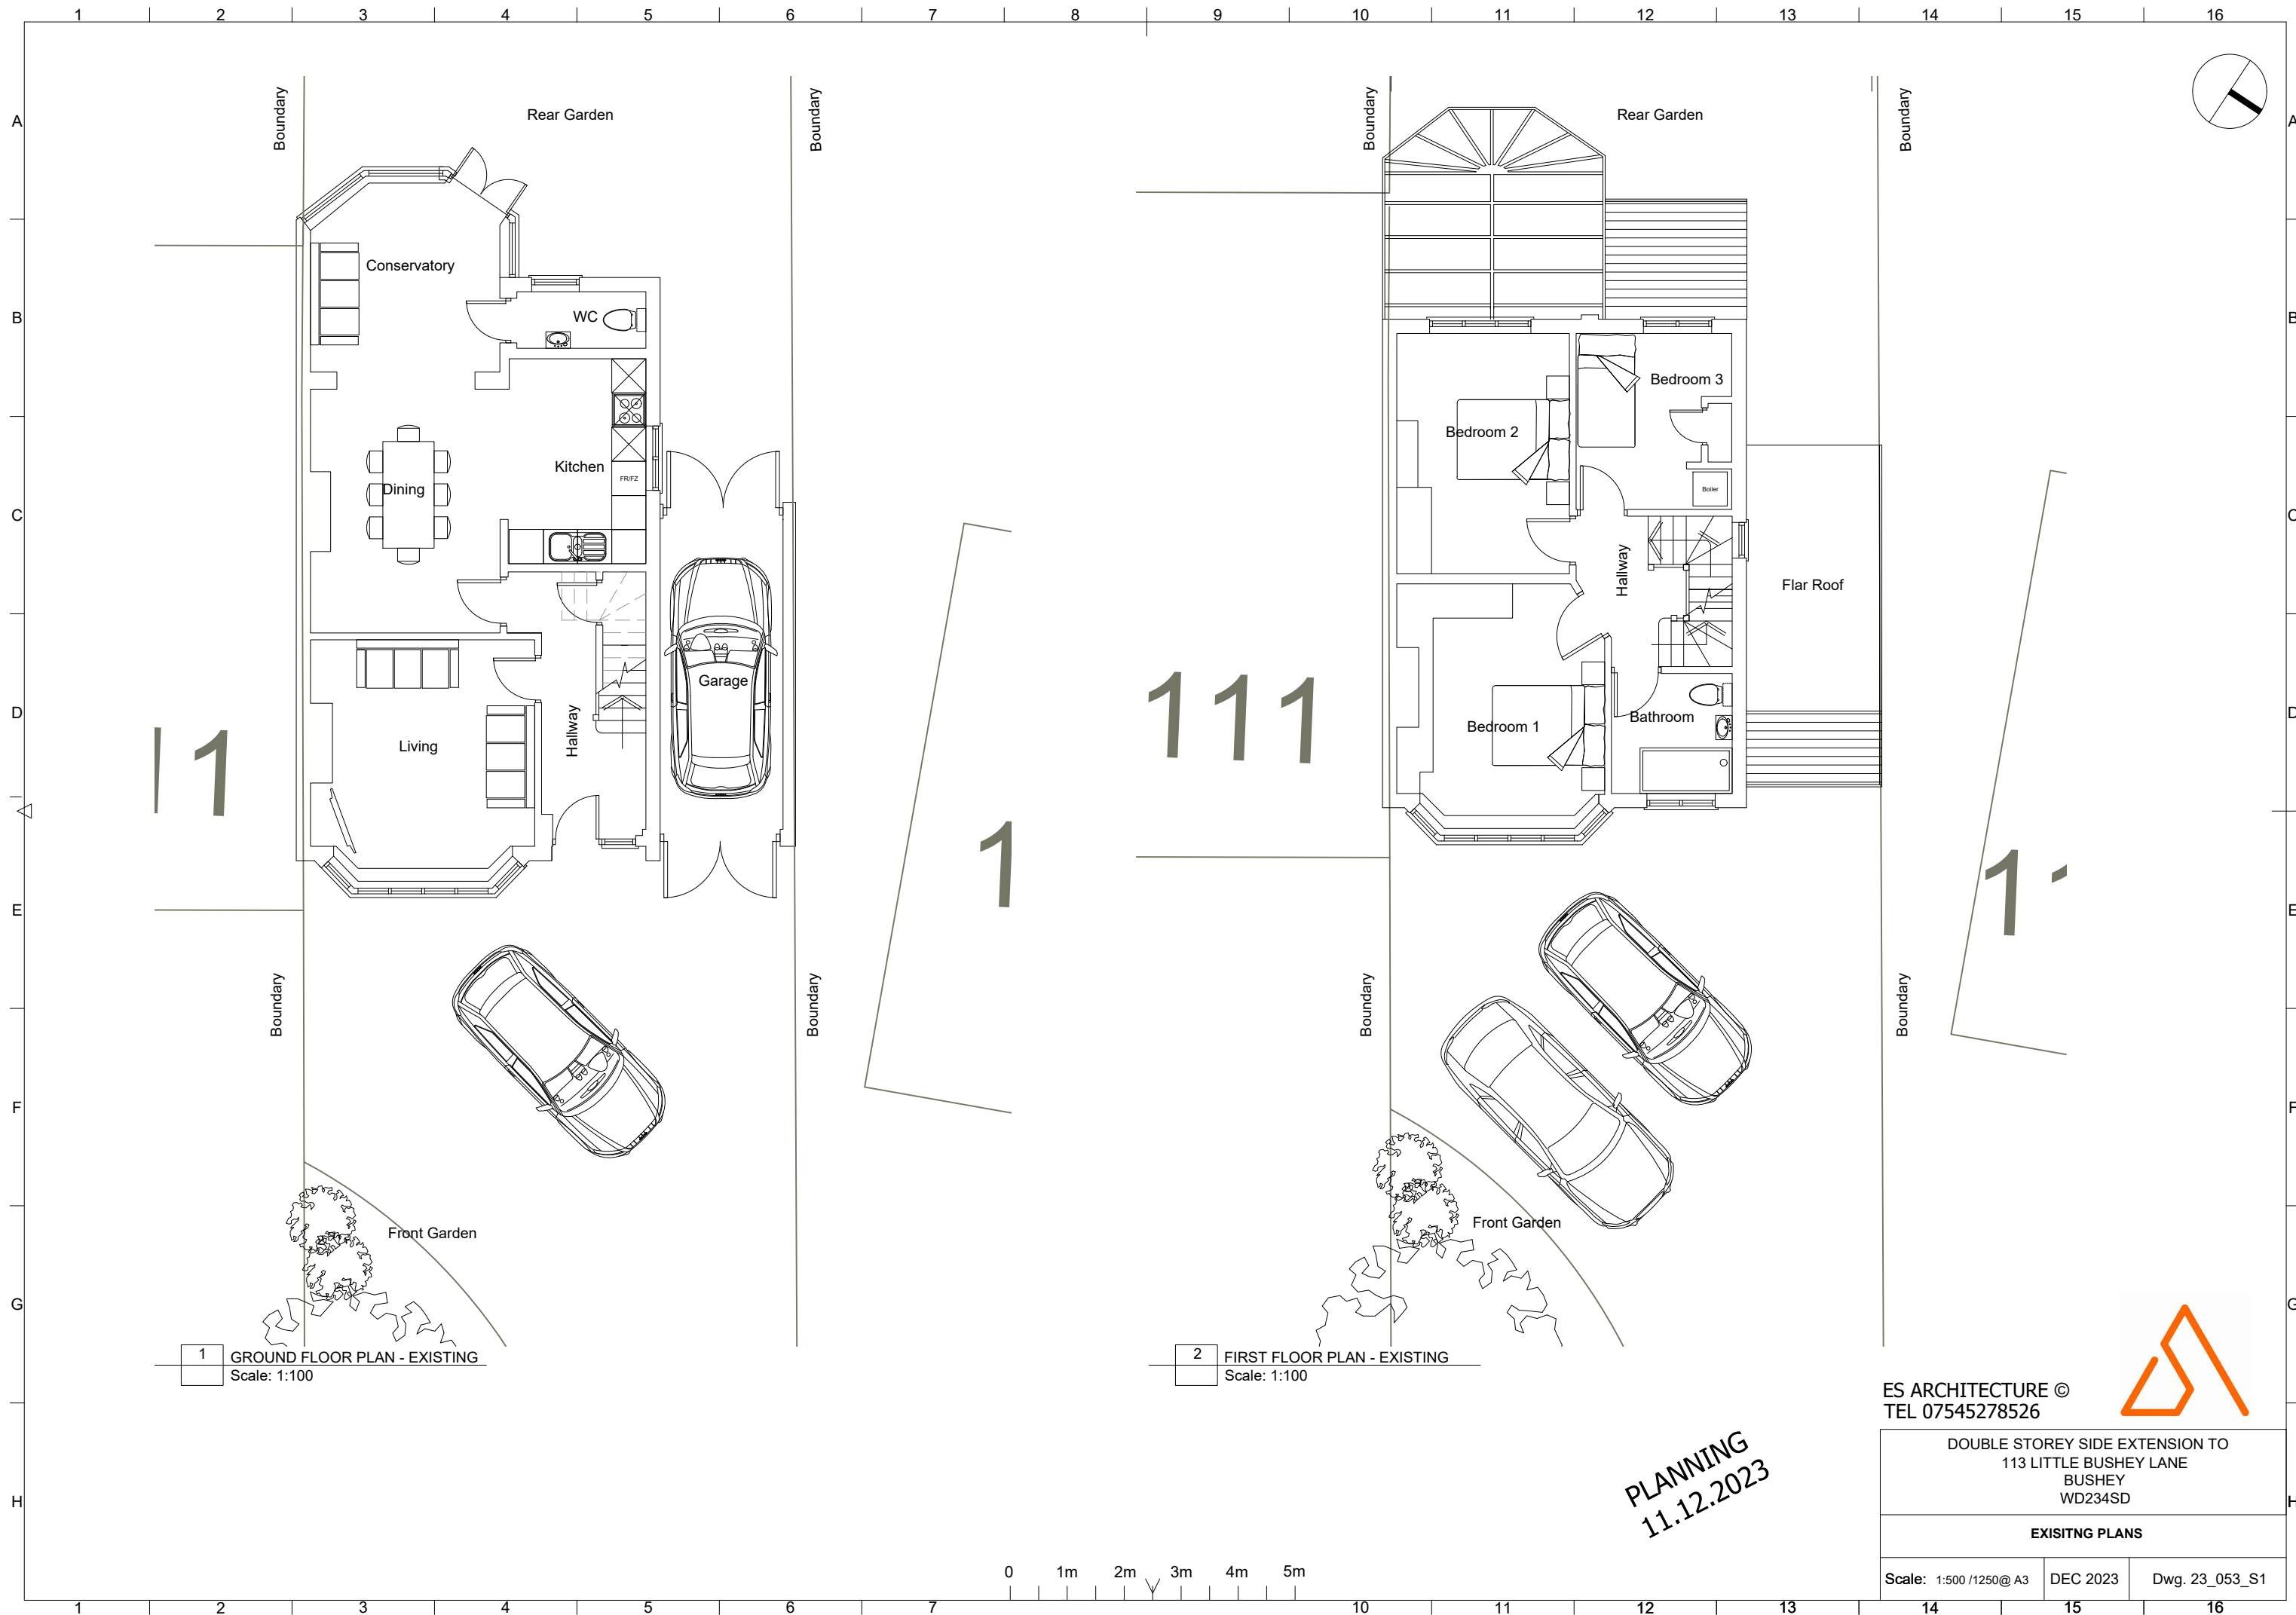 1 2 3 4 5 6 7 8 9 10 11 12 13 14 15 16
A
B
C
D
E
F
G
H
A
B
C
D
E
F
G
H
Boundary
Rear Garden
Boundary
Conservatory
WC
Kitchen
FR/FZ
Dining
Garage
Living
Hallway
11
1
Boundary
Boundary
Front Garden
1 GROUND FLOOR PLAN - EXISTING
Scale: 1:100
Boundary
Rear Garden
Boundary
Bedroom 3
Bedroom 2
Boiler
Hallway
Flar Roof
111
Bedroom 1
Bathroom
1
Boundary
Boundary
Front Garden
2 FIRST FLOOR PLAN - EXISTING
Scale: 1:100
ES ARCHITECTURE ©
TEL 07545278526
PLANNING
11.12.2023
DOUBLE STOREY SIDE EXTENSION TO
113 LITTLE BUSHEY LANE
BUSHEY
WD234SD
EXISITNG PLANS
Scale: 1:500 /1250@ A3 DEC 2023 Dwg. 23_053_S1
0 1m 2m 3m 4m 5m
1 2 3 4 5 6 7 10 11 12 13 14 15 16